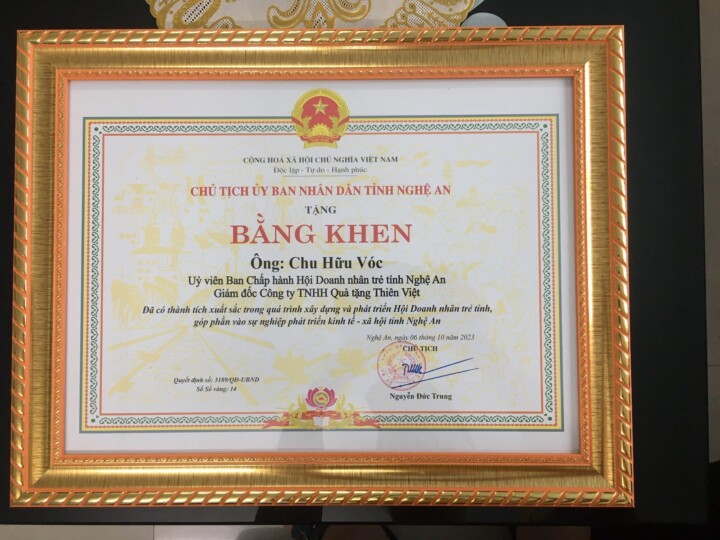 CỘNG HOÀ XÃ HỘI CHỦ NGHĨA VIỆT NAM
Độc lập - Tự do - Hạnh phúc
CHỦ TỊCH ỦY BAN NHÂN DÂN TỈNH NGHỆ AN
TẶNG
BẰNG KHEN
Ông: Chu Hữu Vóc
Uỷ viên Ban Chấp hành Hội Doanh nhân trẻ tỉnh Nghệ An
Giám đốc Công ty TNHH Quà tặng Thiên Việt
Đã có thành tích xuất sắc trong quá trình xây dựng và phát triển Hội Doanh nhân trẻ tỉnh,
góp phần vào sự nghiệp phát triển kinh tế - xã hội tỉnh Nghệ An
Nghệ An, ngày 06 tháng 10 năm 2023
CHỦ TỊCH
Quyết định số: 3189/QĐ-UBND
Số Sổ vàng: 14
Nguyễn Đức Trung